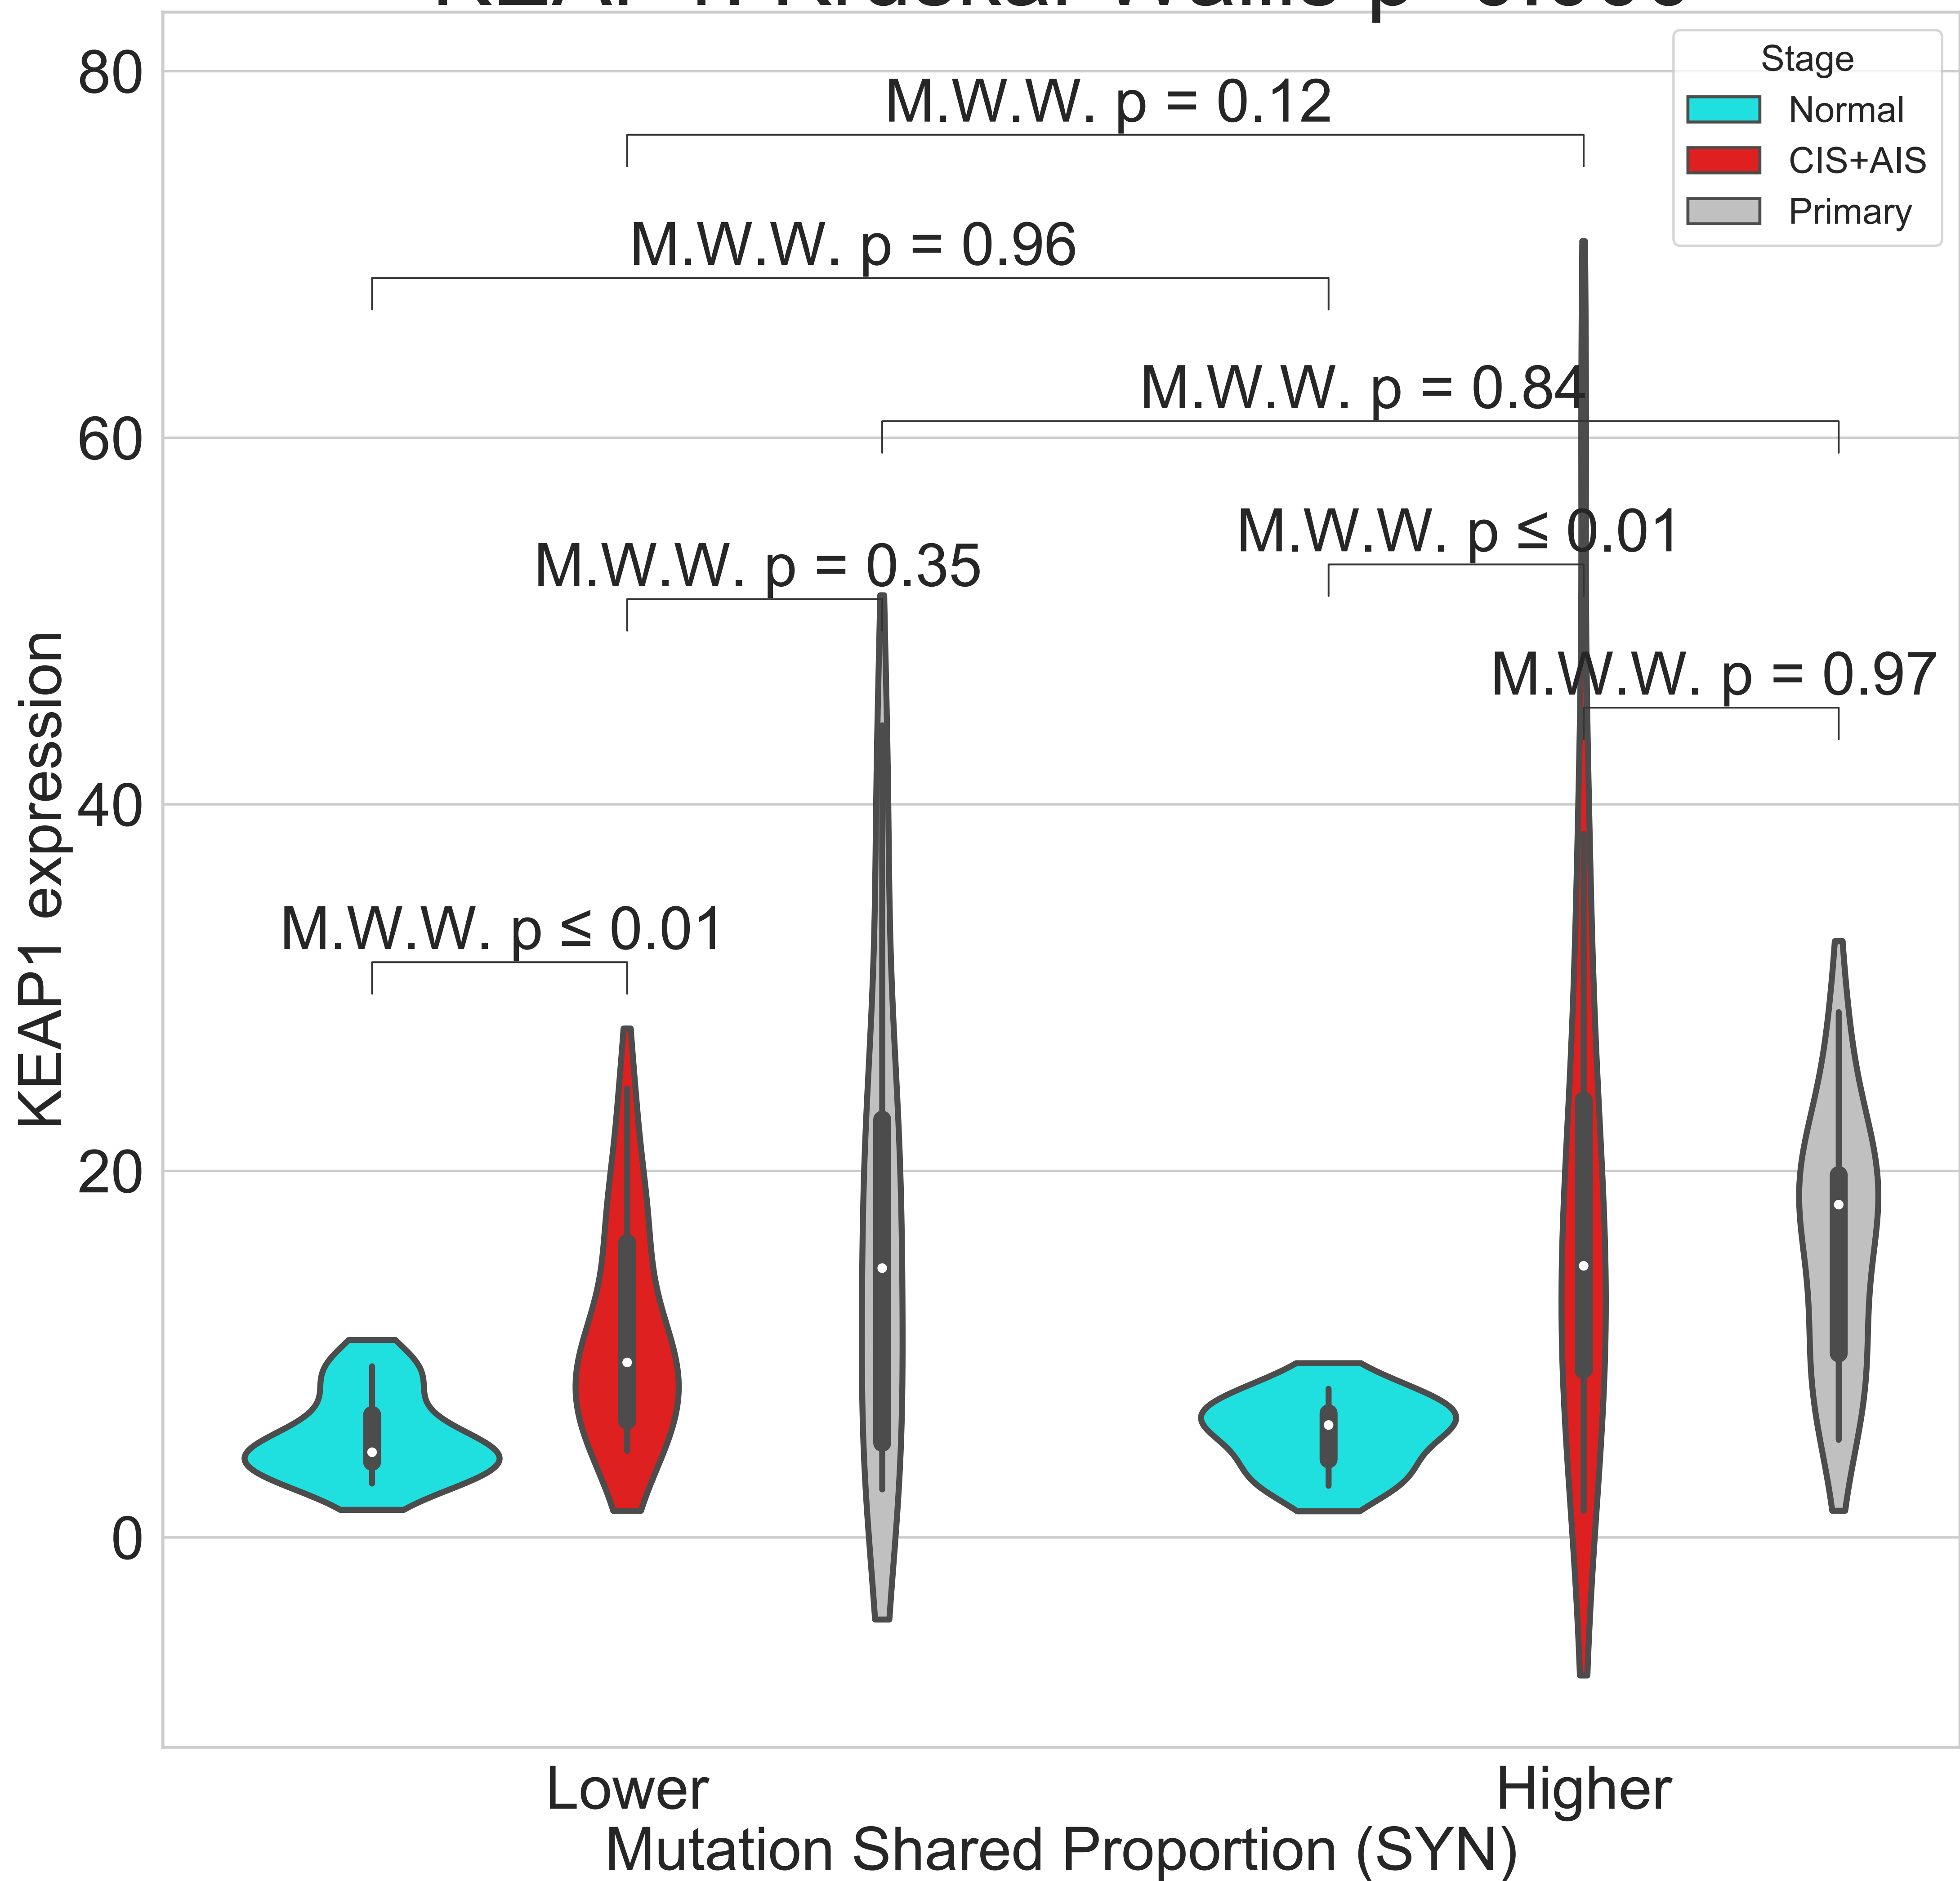 80
60
40
20
0
KEAP1 expression
M.W.W. p = 0.12
M.W.W. p = 0.96
M.W.W. p = 0.84
M.W.W. p ≤ 0.01
M.W.W. p = 0.35
M.W.W. p = 0.97
M.W.W. p ≤ 0.01
Stage
Normal
CIS+AIS
Primary
Lower
Higher
Mutation Shared Proportion (SYN)